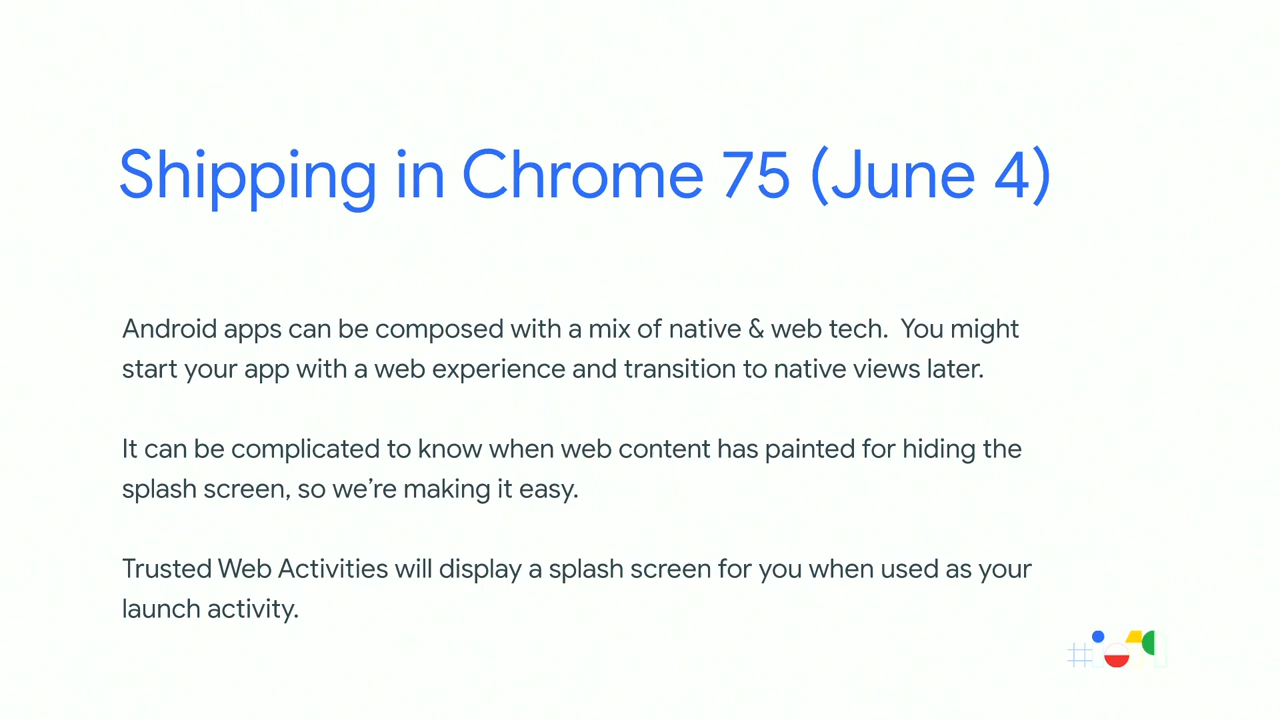 Shipping in Chrome 75 (June 4)
Android apps can be composed with a mix of native & web tech.  You might
start your app with a web experience and transition to native views later.
It can be complicated to know when web content has painted for hiding the
splash screen, so we’re making it easy.
Trusted Web Activities will display a splash screen for you when used as your
launch activity.